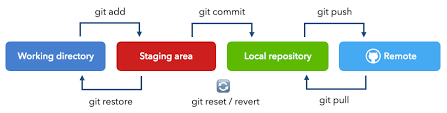 git add
git commit
git push
Working directory
Staging area
Local repository
Remote
git restore
git reset / revert
git pull